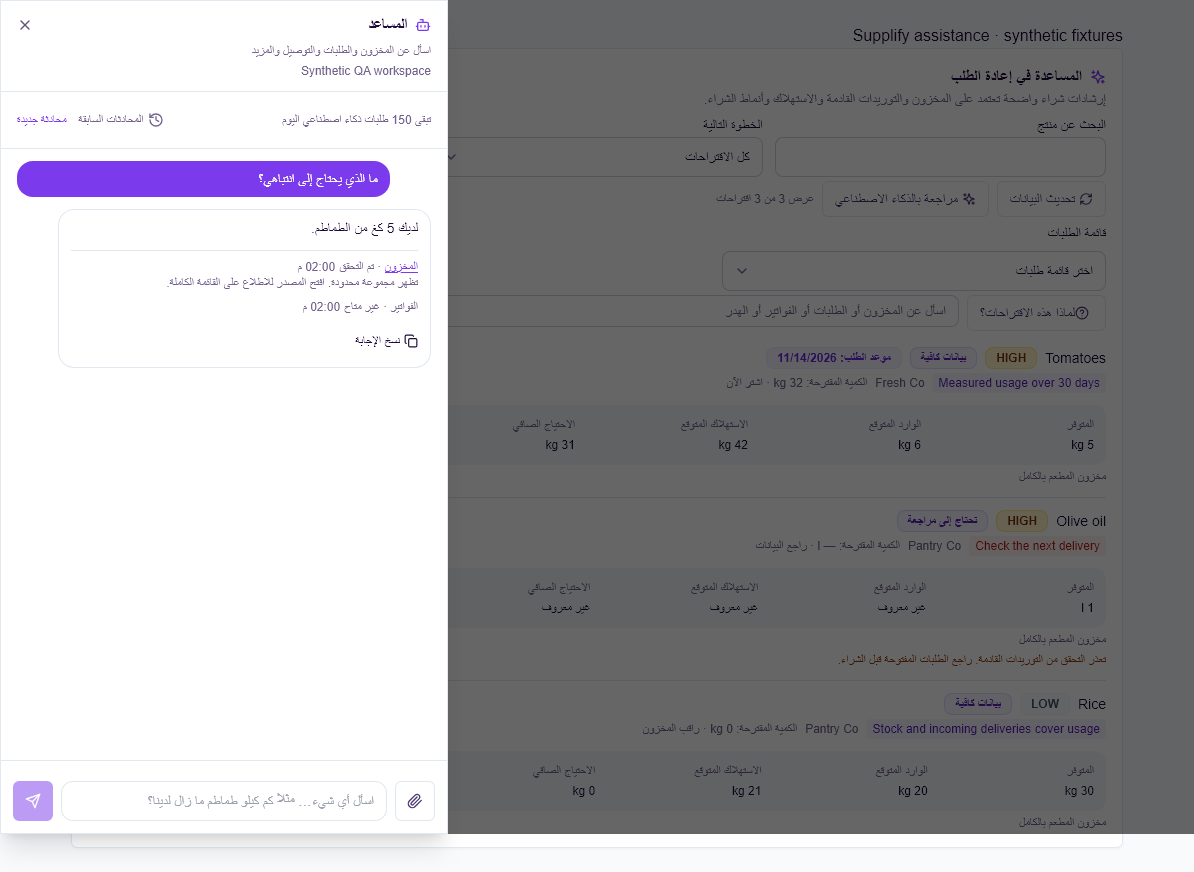 المساعد
اسأل عن المخزون والطلبات والتوصيل والمزيد
Synthetic QA workspace
تبقى 150 طلبات ذكاء اصطناعي اليوم
المحادثات السابقة
محادثة جديدة
ما الذي يحتاج إلى انتباهي؟
لديك 5 كغ من الطماطم.
المخزون · تم التحقق 02:00 م
تظهر مجموعة محدودة. افتح المصدر للاطلاع على القائمة الكاملة.
الفواتير · غير متاح 02:00 م
نسخ الإجابة
اسأل أي شيء… مثلاً كم كيلو طماطم ما زال لدينا؟
Supplify assistance · synthetic fixtures
المساعدة في إعادة الطلب
إرشادات شراء واضحة تعتمد على المخزون والتوريدات القادمة والاستهلاك وأنماط الشراء.
البحث عن منتج
الخطوة التالية
كل الاقتراحات
تحديث البيانات
مراجعة بالذكاء الاصطناعي
عرض 3 من 3 اقتراحات
قائمة الطلبات
اختر قائمة طلبات
لماذا هذه الاقتراحات؟
اسأل عن المخزون أو الطلبات أو الفواتير أو الهدر
Tomatoes HIGH بيانات كافية موعد الطلب: 11/14/2026
Measured usage over 30 days Fresh Co الكمية المقترحة: 32 kg · اشتر الآن
المتوفر الوارد المتوقع الاستهلاك المتوقع الاحتياج الصافي
5 kg 6 kg 42 kg 31 kg
مخزون المطعم بالكامل
Olive oil HIGH تحتاج إلى مراجعة
Check the next delivery Pantry Co الكمية المقترحة: — l · راجع البيانات
المتوفر الوارد المتوقع الاستهلاك المتوقع الاحتياج الصافي
1 l غير معروف غير معروف غير معروف
مخزون المطعم بالكامل
تعذر التحقق من التوريدات القادمة. راجع الطلبات المفتوحة قبل الشراء.
Rice LOW بيانات كافية
Stock and incoming deliveries cover usage Pantry Co الكمية المقترحة: 0 kg · راقب المخزون
المتوفر الوارد المتوقع الاستهلاك المتوقع الاحتياج الصافي
30 kg 20 kg 21 kg 0 kg
مخزون المطعم بالكامل